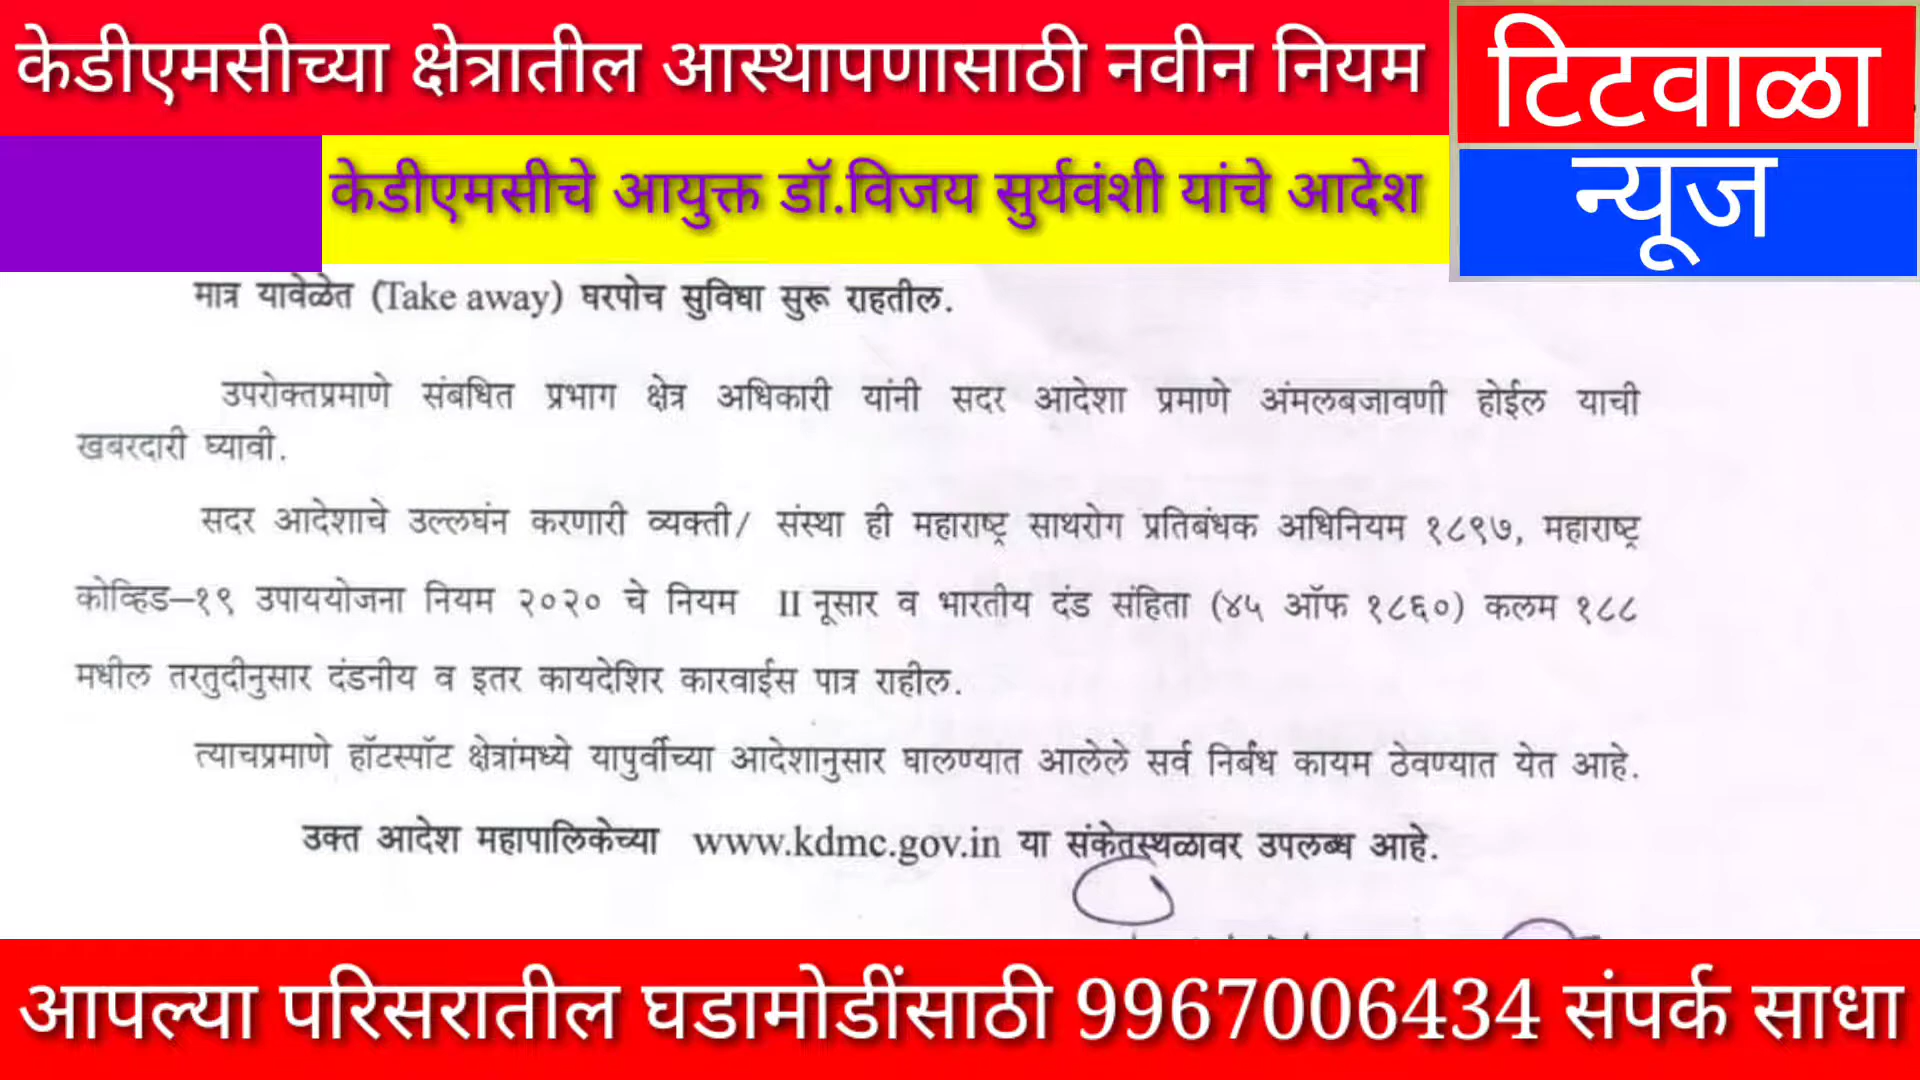 केडीएमसीच्या क्षेत्रातील आस्थापणासाठी नवीन नियम
टिटवाळा
न्यूज
केडीएमसीचे आयुक्त डॉ.विजय सुर्यवंशी यांचे आदेश
मात्र यावेळेत (Take away) घरपोच सुविधा सुरू राहतील.
उपरोक्तप्रमाणे संबधित प्रभाग क्षेत्र अधिकारी यांनी सदर आदेशा प्रमाणे अंमलबजावणी होईल याची
खबरदारी घ्यावी.
सदर आदेशाचे उल्लघंन करणारी व्यक्ती/ संस्था ही महाराष्ट्र साथरोग प्रतिबंधक अधिनियम १८९७, महाराष्ट्र
कोव्हिड–१९ उपाययोजना नियम २०२० चे नियम II नूसार व भारतीय दंड संहिता (४५ ऑफ १८६०) कलम १८८
मधील तरतुदीनुसार दंडनीय व इतर कायदेशिर कारवाईस पात्र राहील.
त्याचप्रमाणे हॉटस्पॉट क्षेत्रांमध्ये यापुर्वीच्या आदेशानुसार घालण्यात आलेले सर्व निर्बंध कायम ठेवण्यात येत आहे.
उक्त आदेश महापालिकेच्या www.kdmc.gov.in या संकेतस्थळावर उपलब्ध आहे.
आपल्या परिसरातील घडामोडींसाठी 9967006434 संपर्क साधा